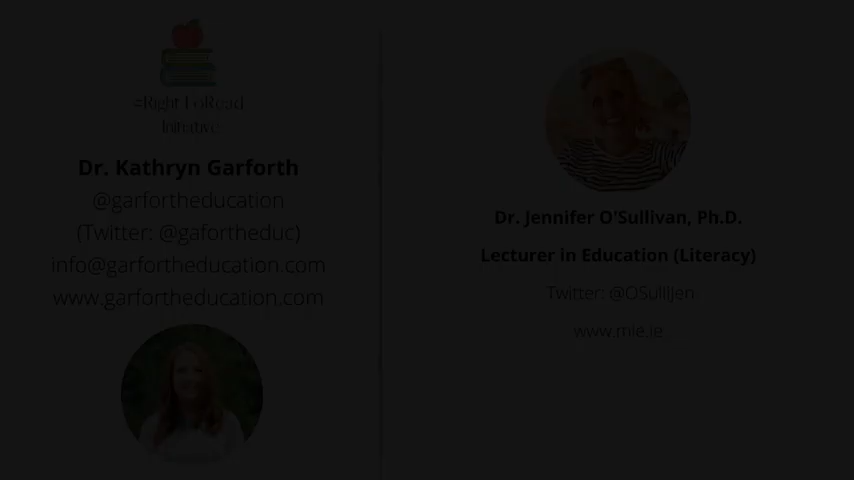 #RightToRead
Initiative
Dr. Kathryn Garforth
@garfortheducation
(Twitter: @gafortheduc)
info@garfortheducation.com
www.garfortheducation.com
Dr. Jennifer O'Sullivan, Ph.D.
Lecturer in Education (Literacy)
Twitter: @OSulliJen
www.mie.ie